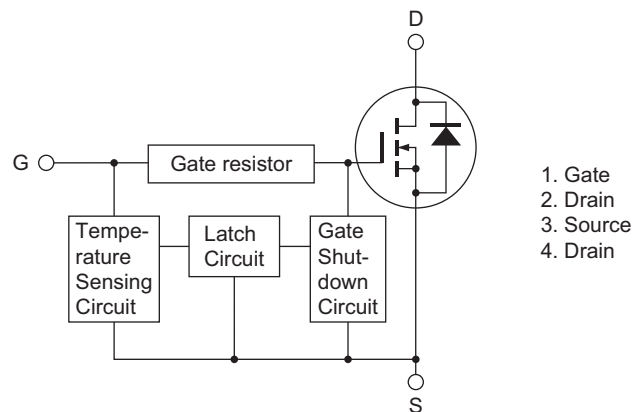 D
G
Gate resistor
Tempe-
rature
Sensing
Circuit
Latch
Circuit
Gate
Shut-
down
Circuit
S
1. Gate
2. Drain
3. Source
4. Drain